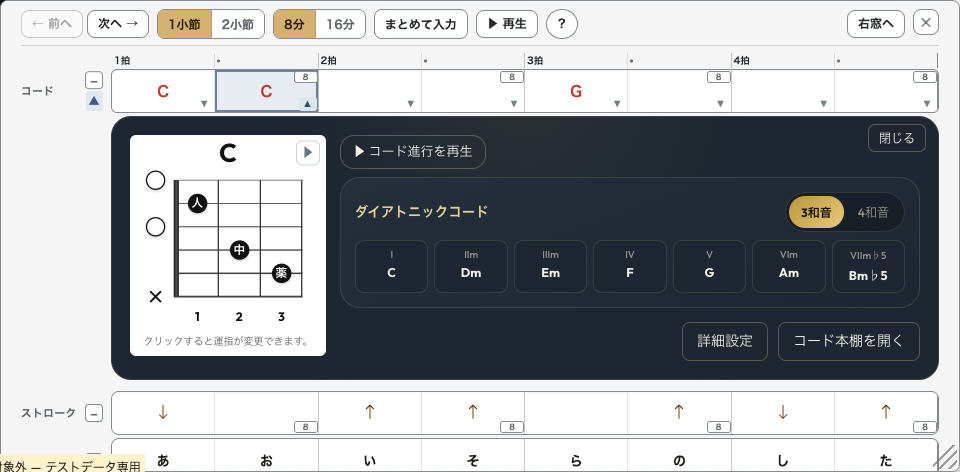 ← 前へ 次へ → 1小節 2小節 8分 16分 まとめて入力 ▶ 再生 ? 右窓へ ×
1拍 • 2拍 • 3拍 • 4拍 •
コード − ▲ C ▼ C 8 ▲ ▼ 8 ▼ G ▼ 8 ▼ ▼ 8 ▼
閉じる
C ▶
▶ コード進行を再生
ダイアトニックコード 3和音 4和音
人
中
薬
×
1 2 3
クリックすると運指が変更できます。
I IIm IIIm IV V VIm VIIm♭5
C Dm Em F G Am Bm♭5
詳細設定 コード本棚を開く
ストローク − ↓ 8 ↑ ↑ 8 ↑ 8 ↓ ↑ 8
あ お い そ ら の し た
対象外 — テストデータ専用